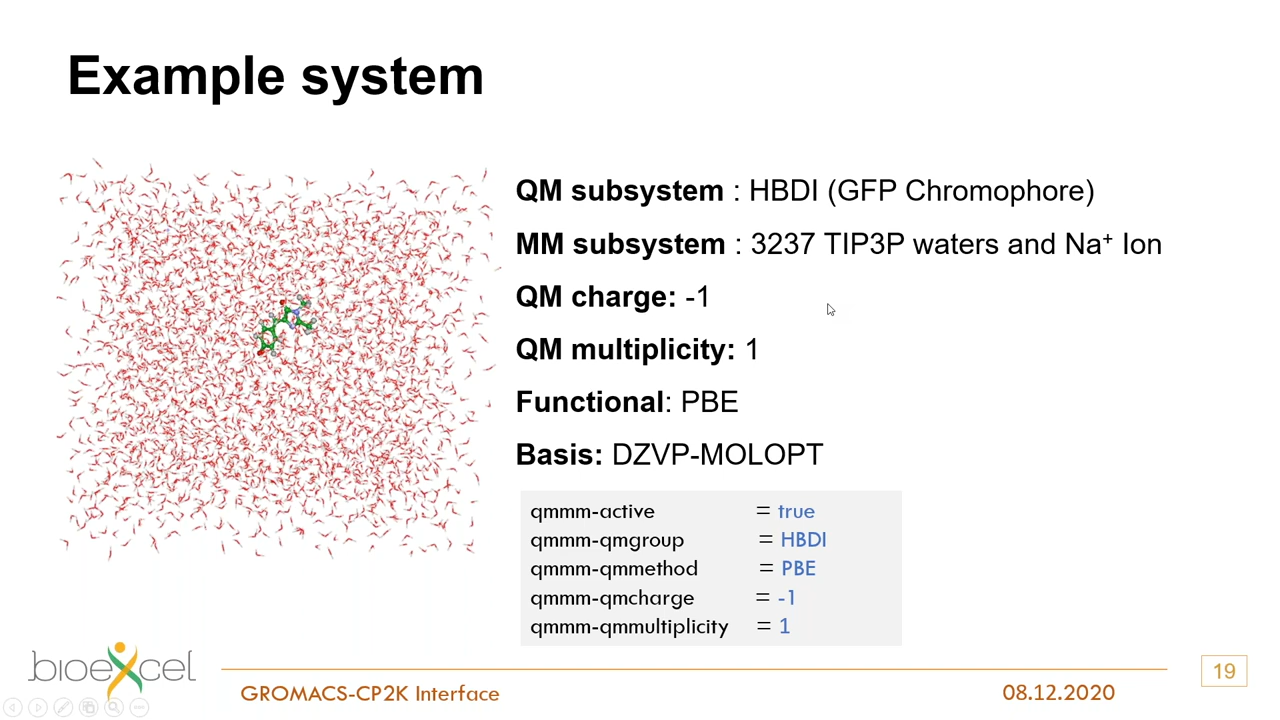 Example system
QM subsystem : HBDI (GFP Chromophore)
MM subsystem : 3237 TIP3P waters and Na⁺ Ion
QM charge: -1
QM multiplicity: 1
Functional: PBE
Basis: DZVP-MOLOPT
qmmm-active = true
qmmm-qmgroup = HBDI
qmmm-qmmethod = PBE
qmmm-qmcharge = -1
qmmm-qmmultiplicity = 1
bioexcel
GROMACS-CP2K Interface
08.12.2020
19